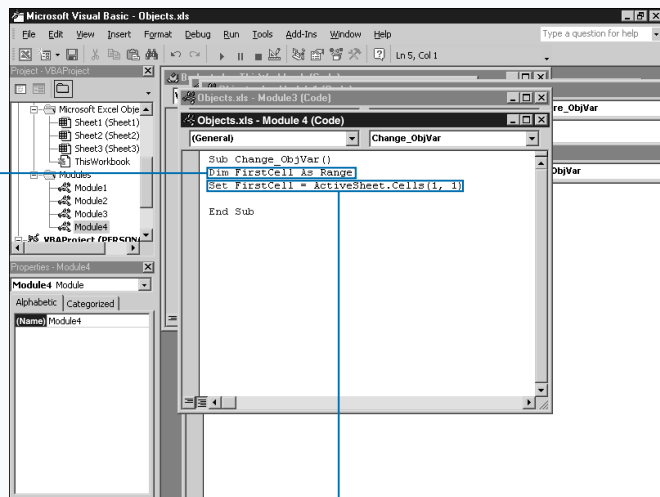 Microsoft Visual Basic - Objects.xls
File Edit View Insert Format Debug Run Tools Add-Ins Window Help
Type a question for help
Ln 5, Col 1
Project - VBAProject
Microsoft Excel Obje
Sheet1 (Sheet1)
Sheet2 (Sheet2)
Sheet3 (Sheet3)
ThisWorkbook
Modules
Module1
Module2
Module3
Module4
VBAProject (PERSON
Properties - Module4
Module4 Module
Alphabetic Categorized
(Name) Module4
Objects.xls - Module3 (Code)
re_ObjVar
ObjVar
Objects.xls - Module 4 (Code)
(General) Change_ObjVar
Sub Change_ObjVar()
Dim FirstCell As Range
Set FirstCell = ActiveSheet.Cells(1, 1)
End Sub